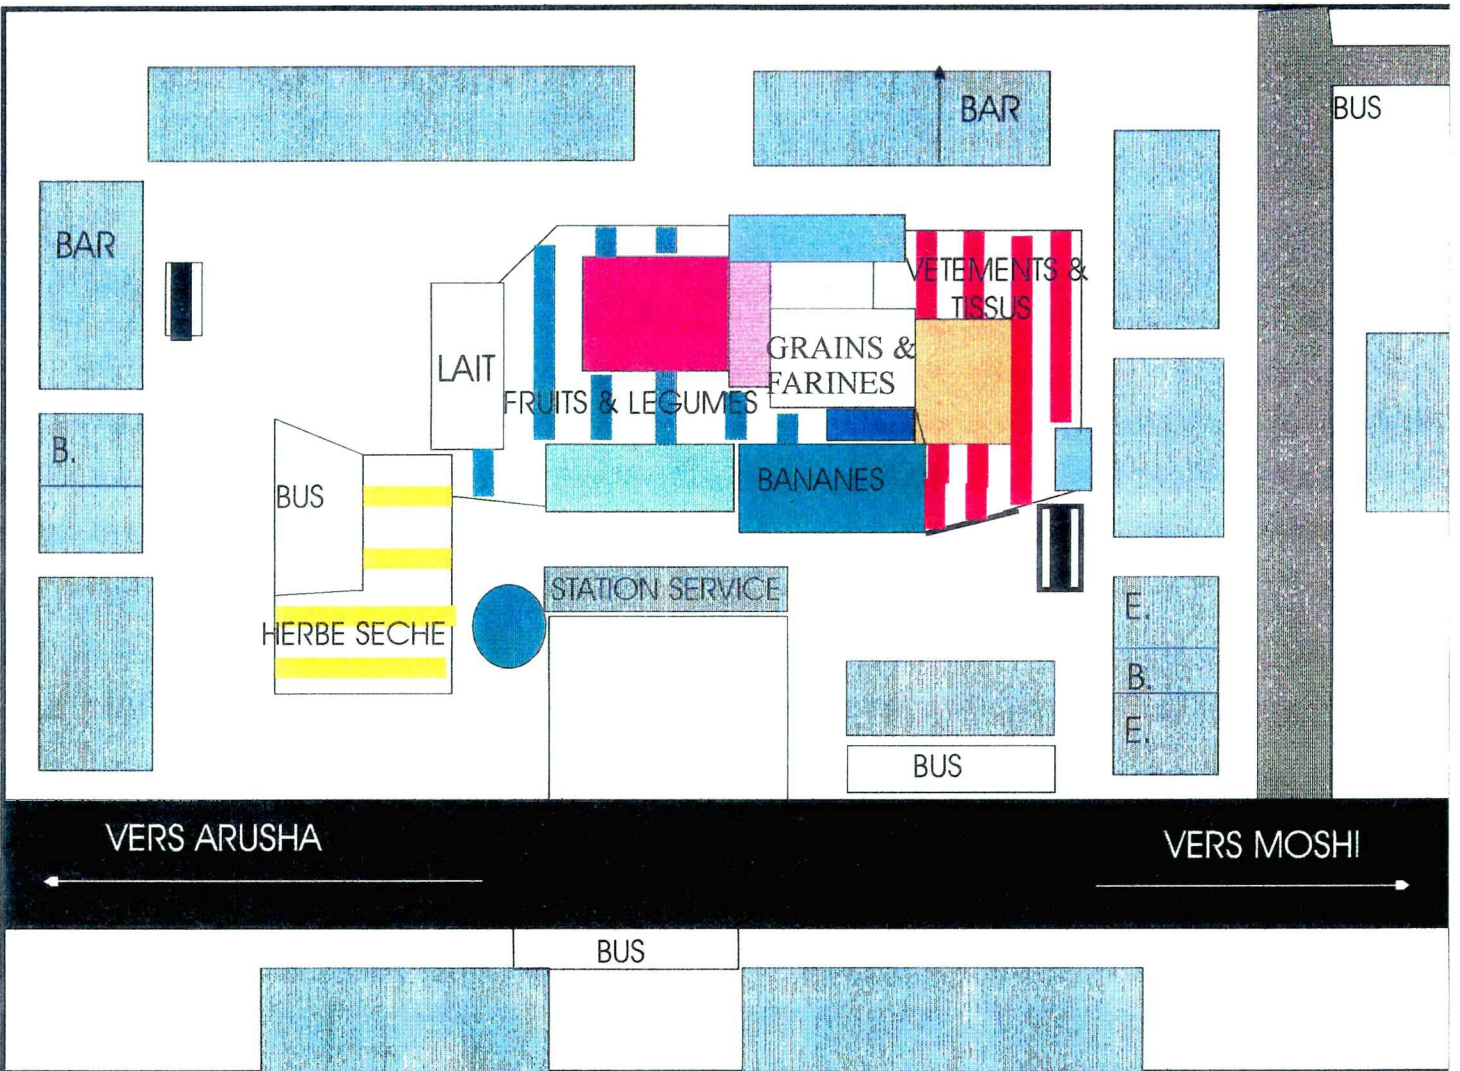 BAR
BUS
BAR
VETEMENTS &
TISSUS
GRAINS &
FARINES
LAIT
FRUITS & LEGUMES
B.
BUS
BANANES
STATION SERVICE
HERBE SECHE
E.
B.
E.
BUS
VERS ARUSHA
VERS MOSHI
BUS